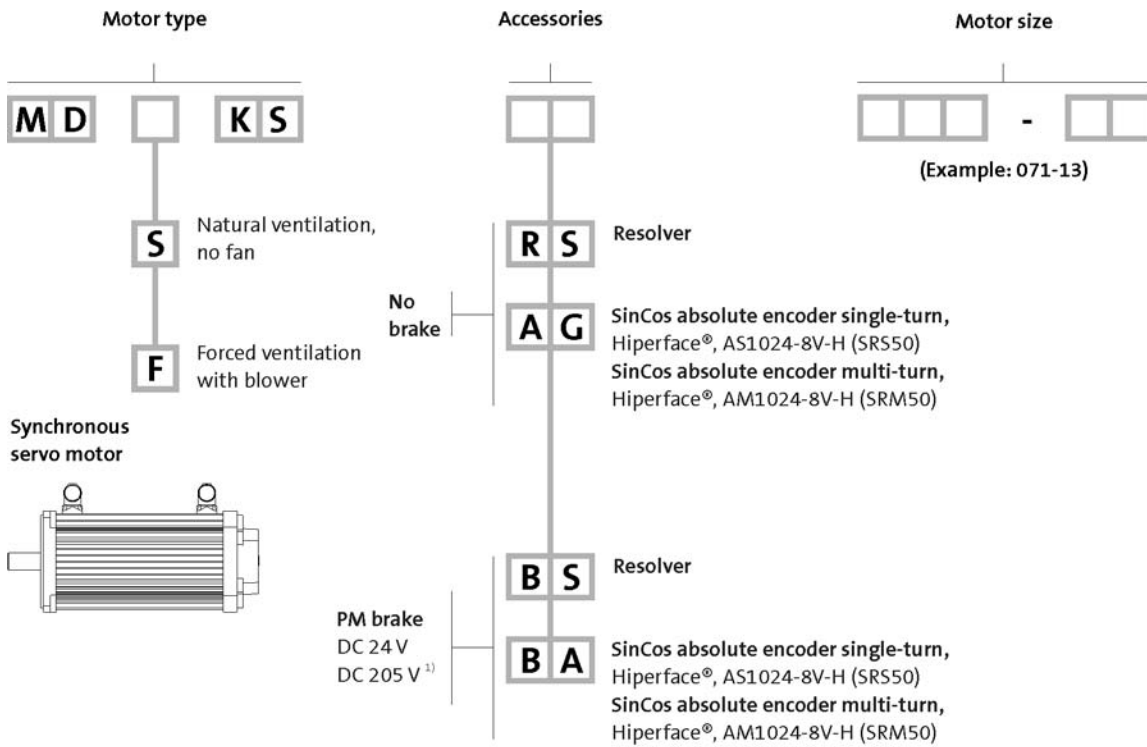 Motor type
Accessories
Motor size
M D K S
-
(Example: 071-13)
S
Natural ventilation,
no fan
F
Forced ventilation
with blower
Synchronous
servo motor
No
brake
R S
Resolver
A G
SinCos absolute encoder single-turn,
Hiperface®, AS1024-8V-H (SRS50)
SinCos absolute encoder multi-turn,
Hiperface®, AM1024-8V-H (SRM50)
PM brake
DC 24 V
DC 205 V 1)
B S
Resolver
B A
SinCos absolute encoder single-turn,
Hiperface®, AS1024-8V-H (SRS50)
SinCos absolute encoder multi-turn,
Hiperface®, AM1024-8V-H (SRM50)